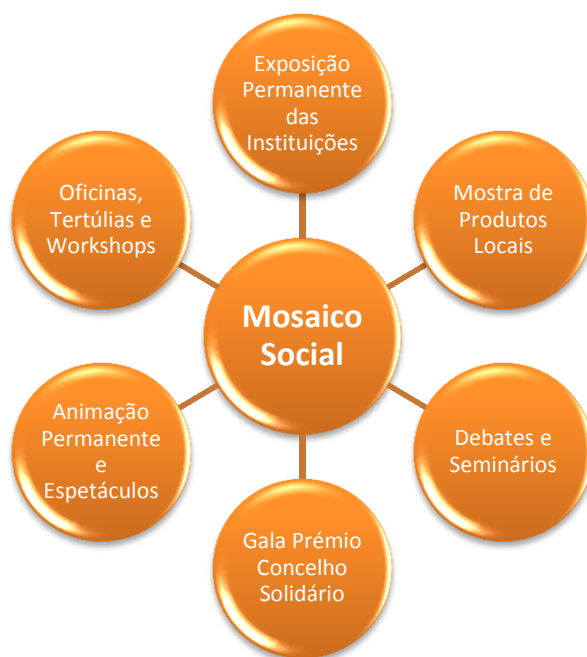 Exposição
Permanente
das
Instituições
Oficinas,
Tertúlias e
Workshops
Mostra de
Produtos
Locais
Mosaico
Social
Animação
Permanente
e
Espetáculos
Debates e
Seminários
Gala Prémio
Concelho
Solidário